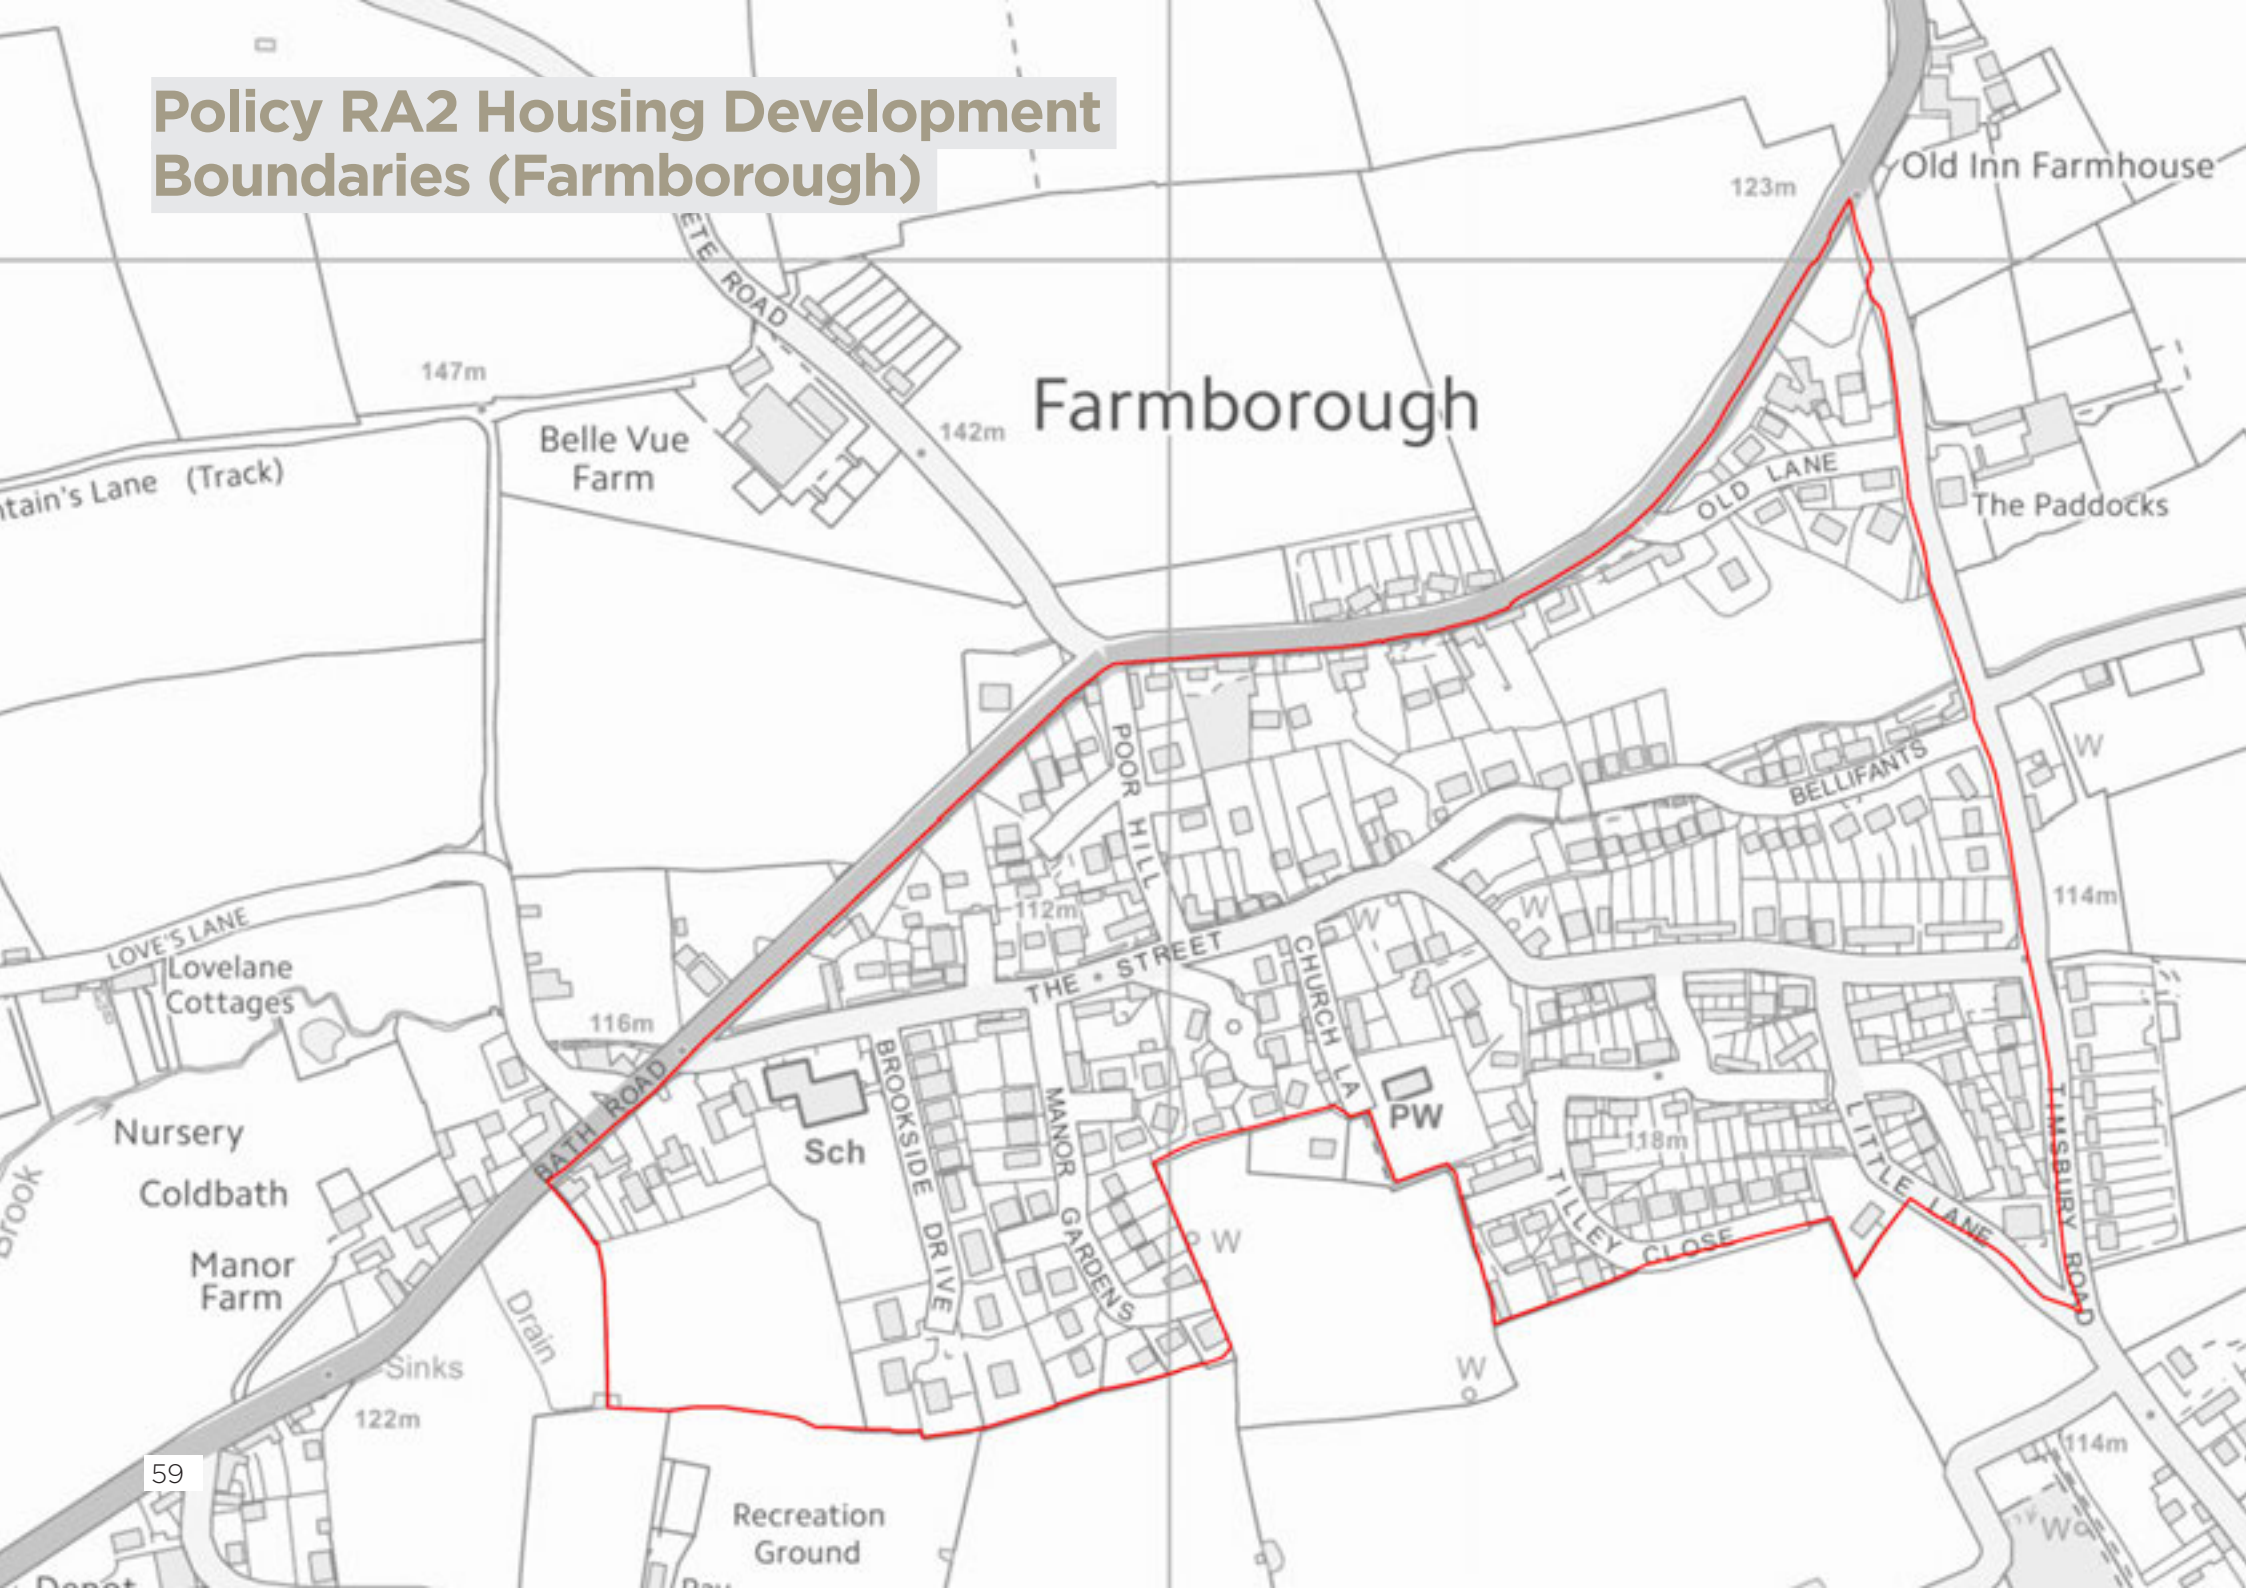 Policy RA2 Housing Development
Boundaries (Farmborough)
Old Inn Farmhouse
123m
ROAD
147m
142m
Farmborough
Belle Vue
Farm
(Track)
Lane
OLD LANE
The Paddocks
POOR HILL
W
BELLIFANTS
114m
112m
W
W
LOVE'S LANE
Lovelane
Cottages
THE STREET
CHURCH LA
116m
BATH ROAD
BROOKSIDE DRIVE
MANOR GARDENS
Sch
PW
118m
TIMSBURY ROAD
LITTLE LANE
TILLEY CLOSE
Nursery
Coldbath
Brook
Manor
Farm
W
Drain
Sinks
122m
W
114m
59
Recreation
Ground
W